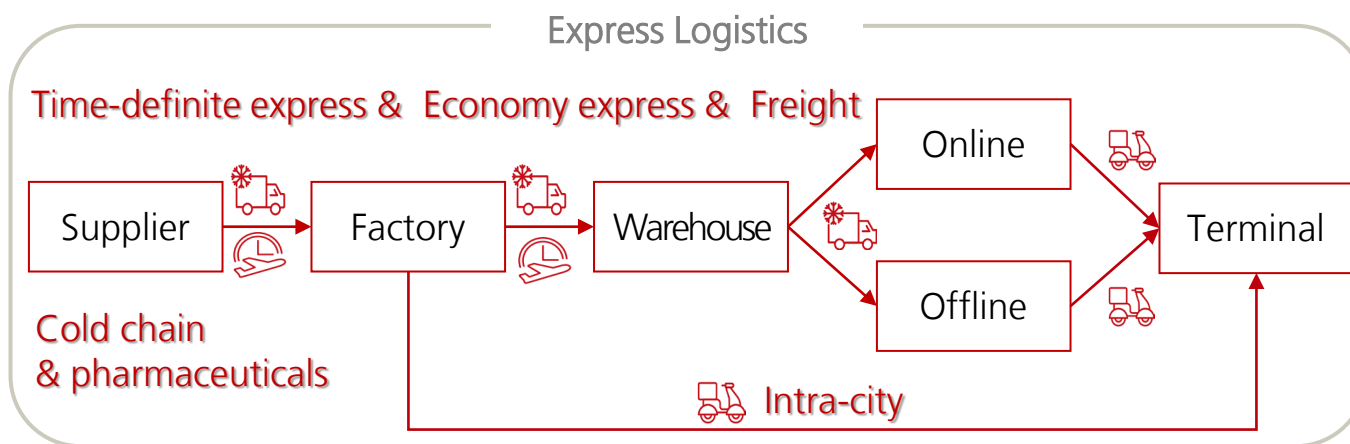 Express Logistics
Time-definite express & Economy express & Freight
Online
Supplier
Factory
Warehouse
Terminal
Offline
Cold chain
& pharmaceuticals
Intra-city